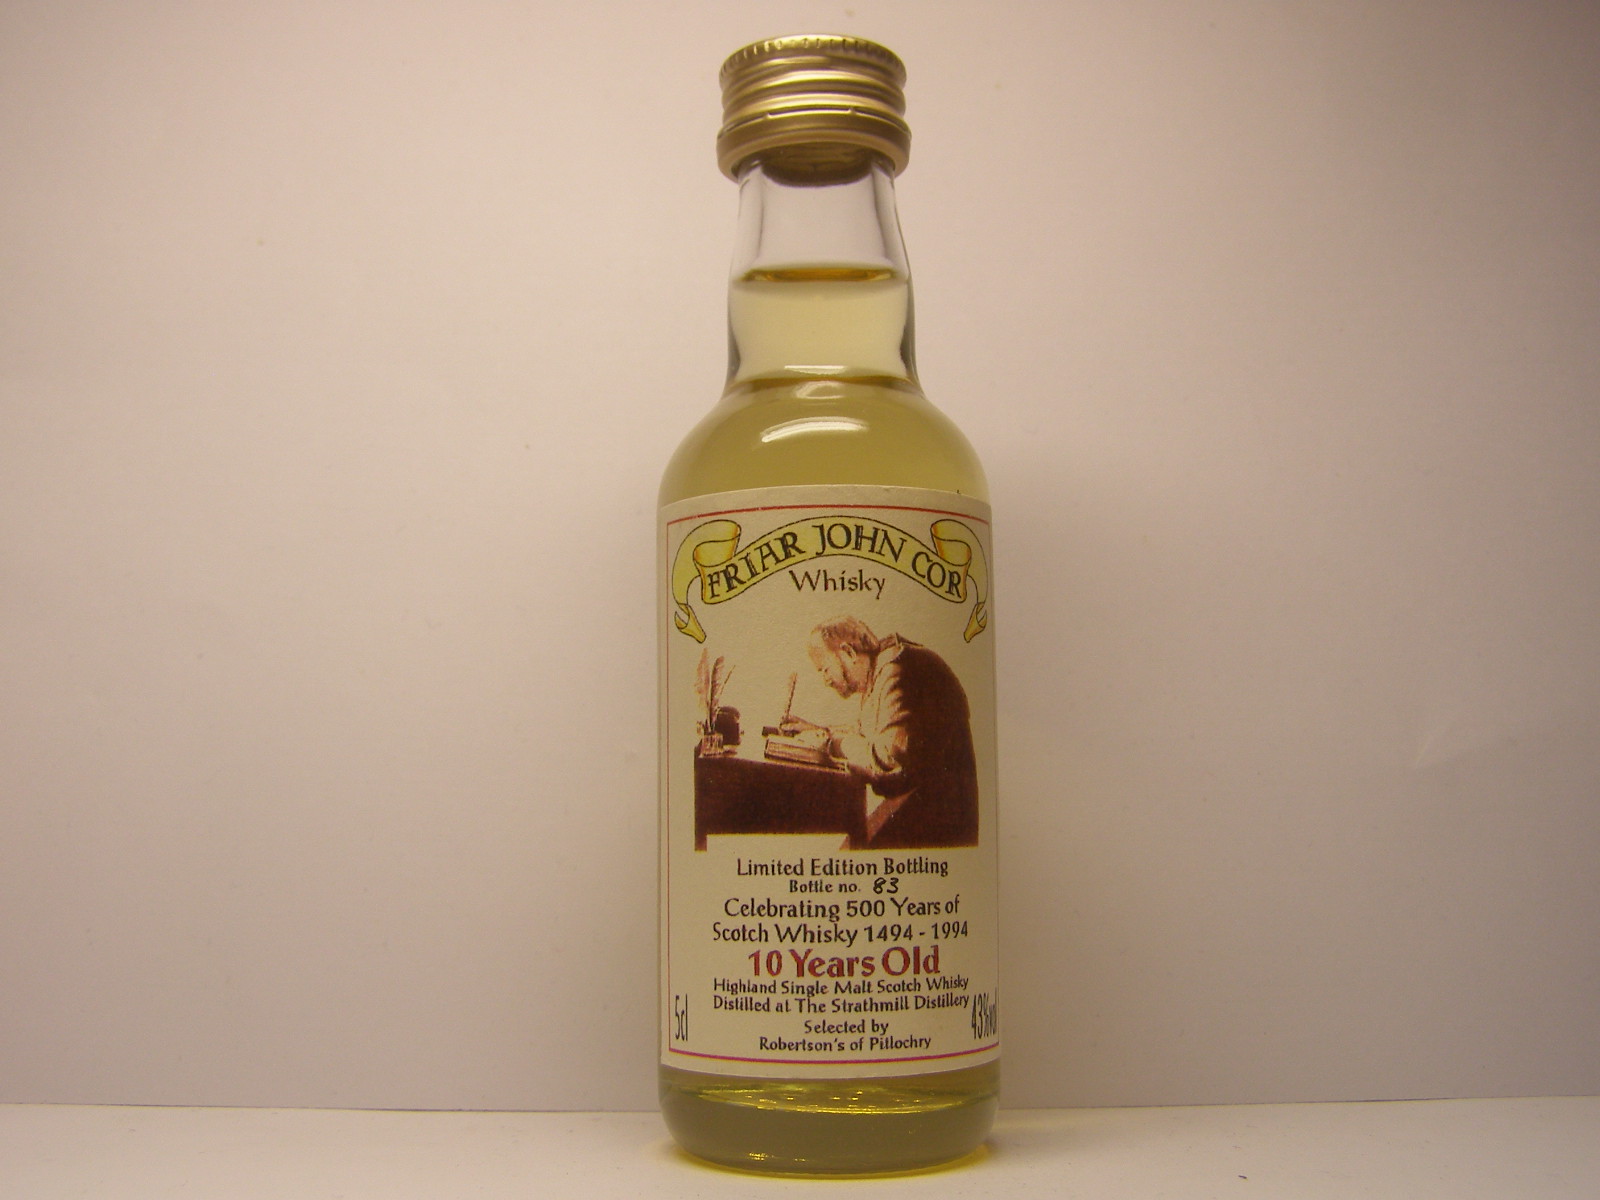 FRIAR JOHN COR
Whisky
Limited Edition Bottling
Bottle no. 83
Celebrating 500 Years of
Scotch Whisky 1494 - 1994
10 Years Old
Highland Single Malt Scotch Whisky
Distilled at The Strathmill Distillery
5cl
43%vol
Selected by
Robertson's of Pitlochry